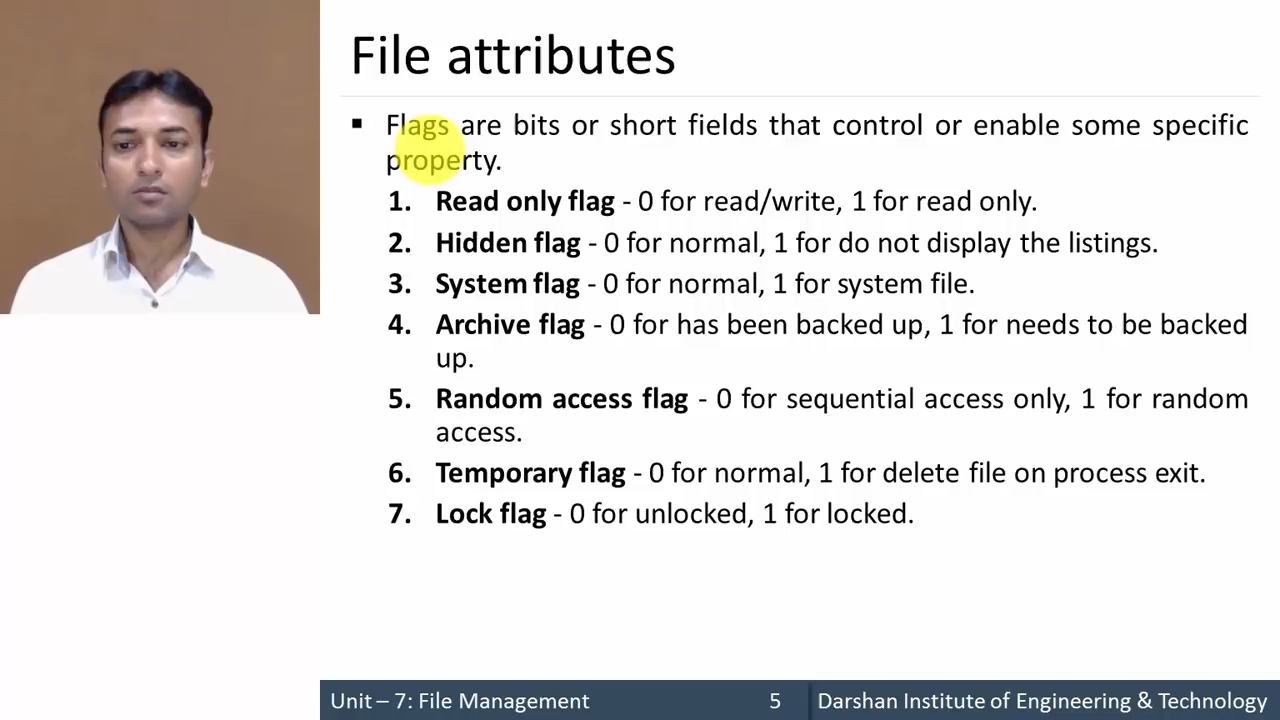 File attributes
▪ Flags are bits or short fields that control or enable some specific
property.
1. Read only flag - 0 for read/write, 1 for read only.
2. Hidden flag - 0 for normal, 1 for do not display the listings.
3. System flag - 0 for normal, 1 for system file.
4. Archive flag - 0 for has been backed up, 1 for needs to be backed
up.
5. Random access flag - 0 for sequential access only, 1 for random
access.
6. Temporary flag - 0 for normal, 1 for delete file on process exit.
7. Lock flag - 0 for unlocked, 1 for locked.
Unit – 7: File Management 5 Darshan Institute of Engineering & Technology